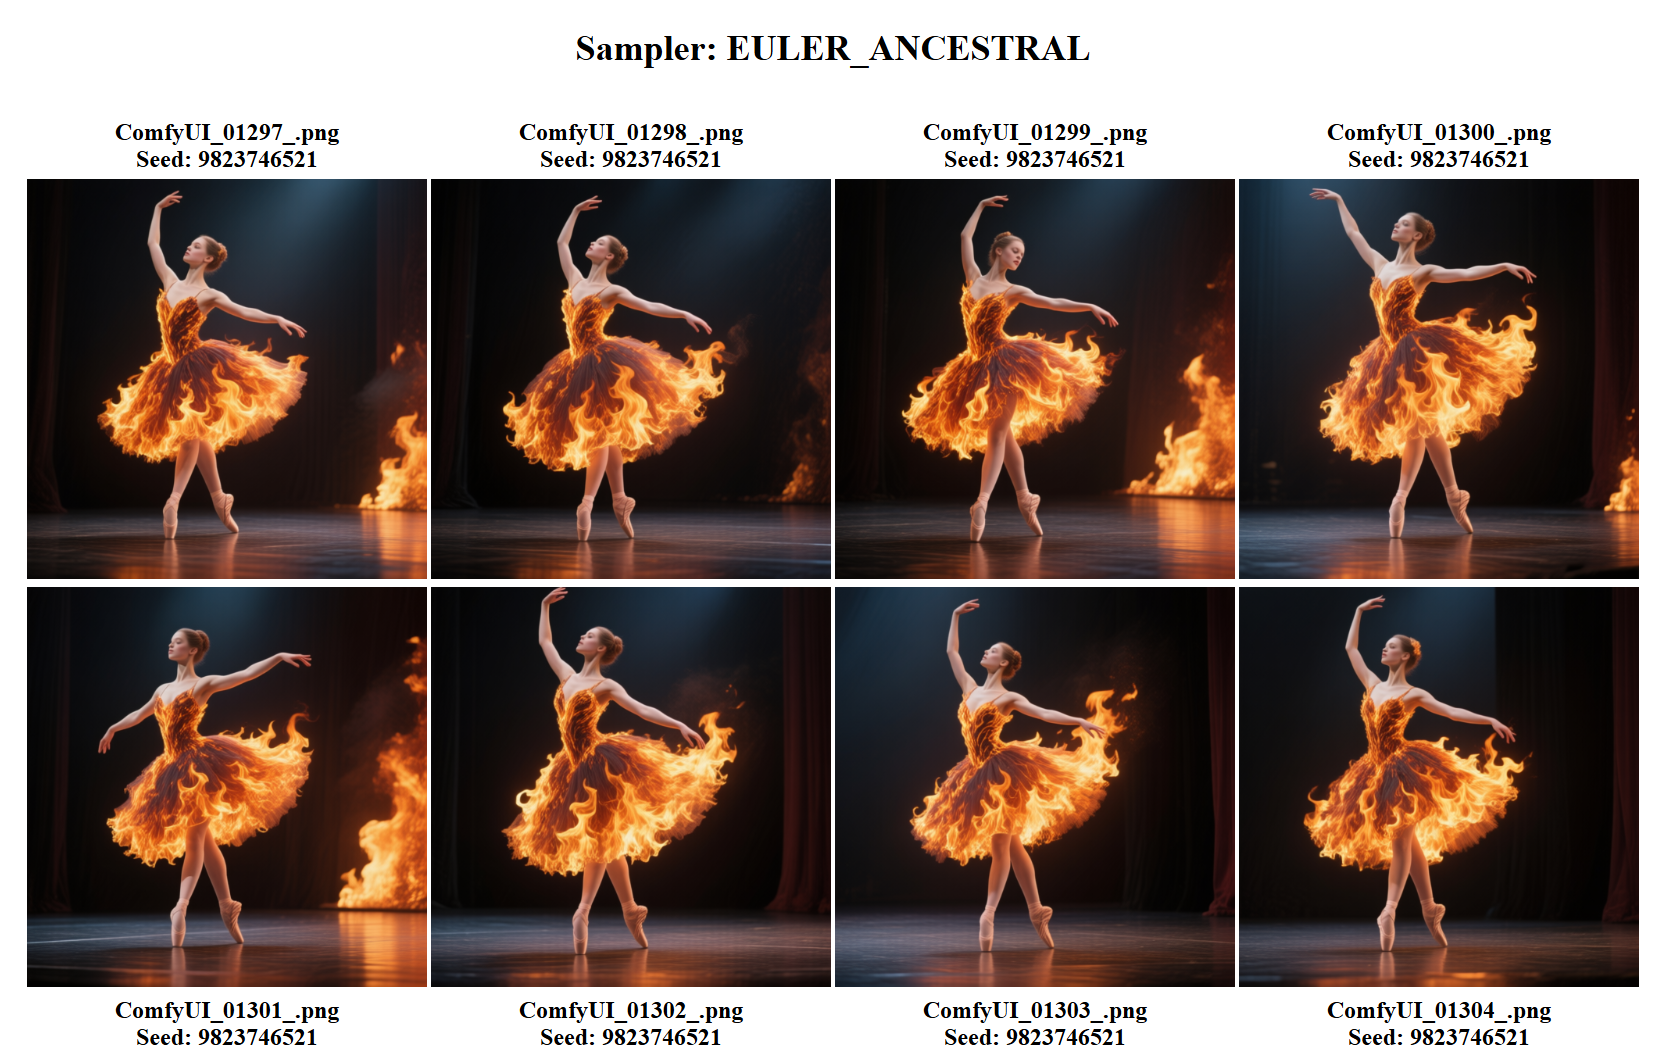 Sampler: EULER_ANCESTRAL
ComfyUI_01297_.png
Seed: 9823746521
ComfyUI_01298_.png
Seed: 9823746521
ComfyUI_01299_.png
Seed: 9823746521
ComfyUI_01300_.png
Seed: 9823746521
ComfyUI_01301_.png
Seed: 9823746521
ComfyUI_01302_.png
Seed: 9823746521
ComfyUI_01303_.png
Seed: 9823746521
ComfyUI_01304_.png
Seed: 9823746521